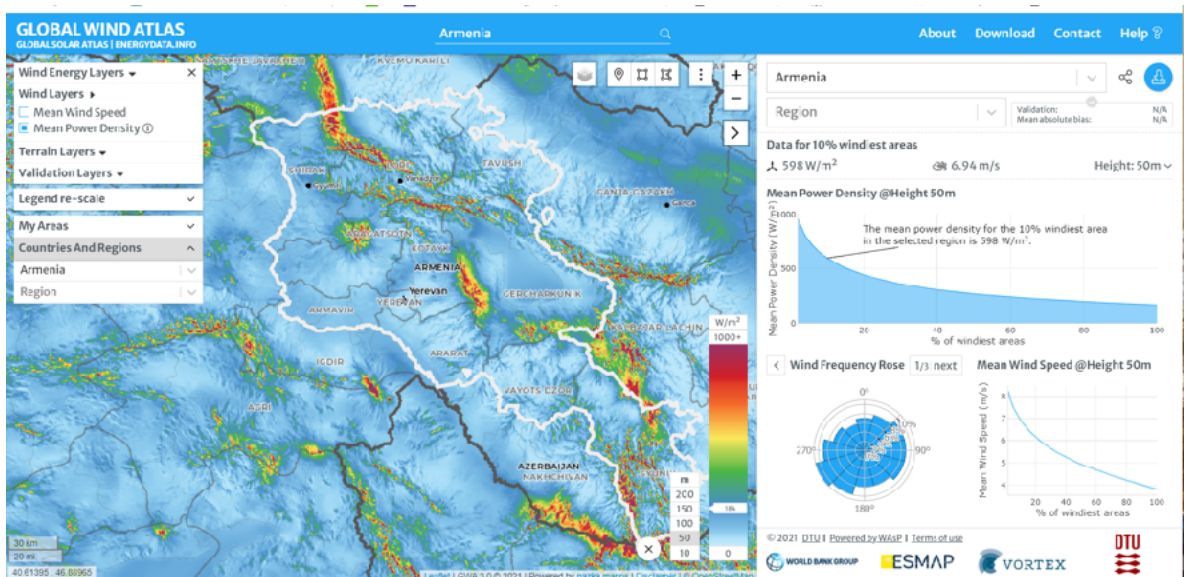 GLOBAL WIND ATLAS
GLOBAL SOLAR ATLAS | ENERGYDATA.INFO
Armenia
About Download Contact Help
Wind Energy Layers
Wind Layers
Mean Wind Speed
Mean Power Density
Terrain Layers
Validation Layers
Legend re-scale
My Areas
Countries And Regions
Armenia
Region
KVEMO KARTLI
SHIRAK
Gyumri
LORI
Vanadzor
TAVUSH
GANJA-GAZAKH
Ganca
ARAGATSOTN
KOTAYK
ARMENIA
Yerevan
YEREVAN
GEGHARKUNIK
ARMAVIR
KALBAJAR-LACHIN
IGDIR
ARARAT
VAYOTS DZOR
AGRI
AZERBAIJAN
NAKHCHIVAN
W/m²
1000+
184
0
m
200
150
100
50
10
30 km
20 mi
Armenia
Region
Validation: N/A
Mean absolute bias: N/A
Data for 10% windiest areas
598 W/m² 6.94 m/s Height: 50m
Mean Power Density @Height 50m
Mean Power Density (W/m²)
1000
500
0
The mean power density for the 10% windiest area
in the selected region is 598 W/m².
20 40 60 80 100
% of windiest areas
Wind Frequency Rose 1/3 next
0°
90°
180°
270°
10%
Mean Wind Speed @Height 50m
Mean Wind Speed (m/s)
8
7
6
5
4
20 40 60 80 100
% of windiest areas
© 2021 DTU | Powered by WAsP | Terms of use
WORLD BANK GROUP
ESMAP
VORTEX
DTU